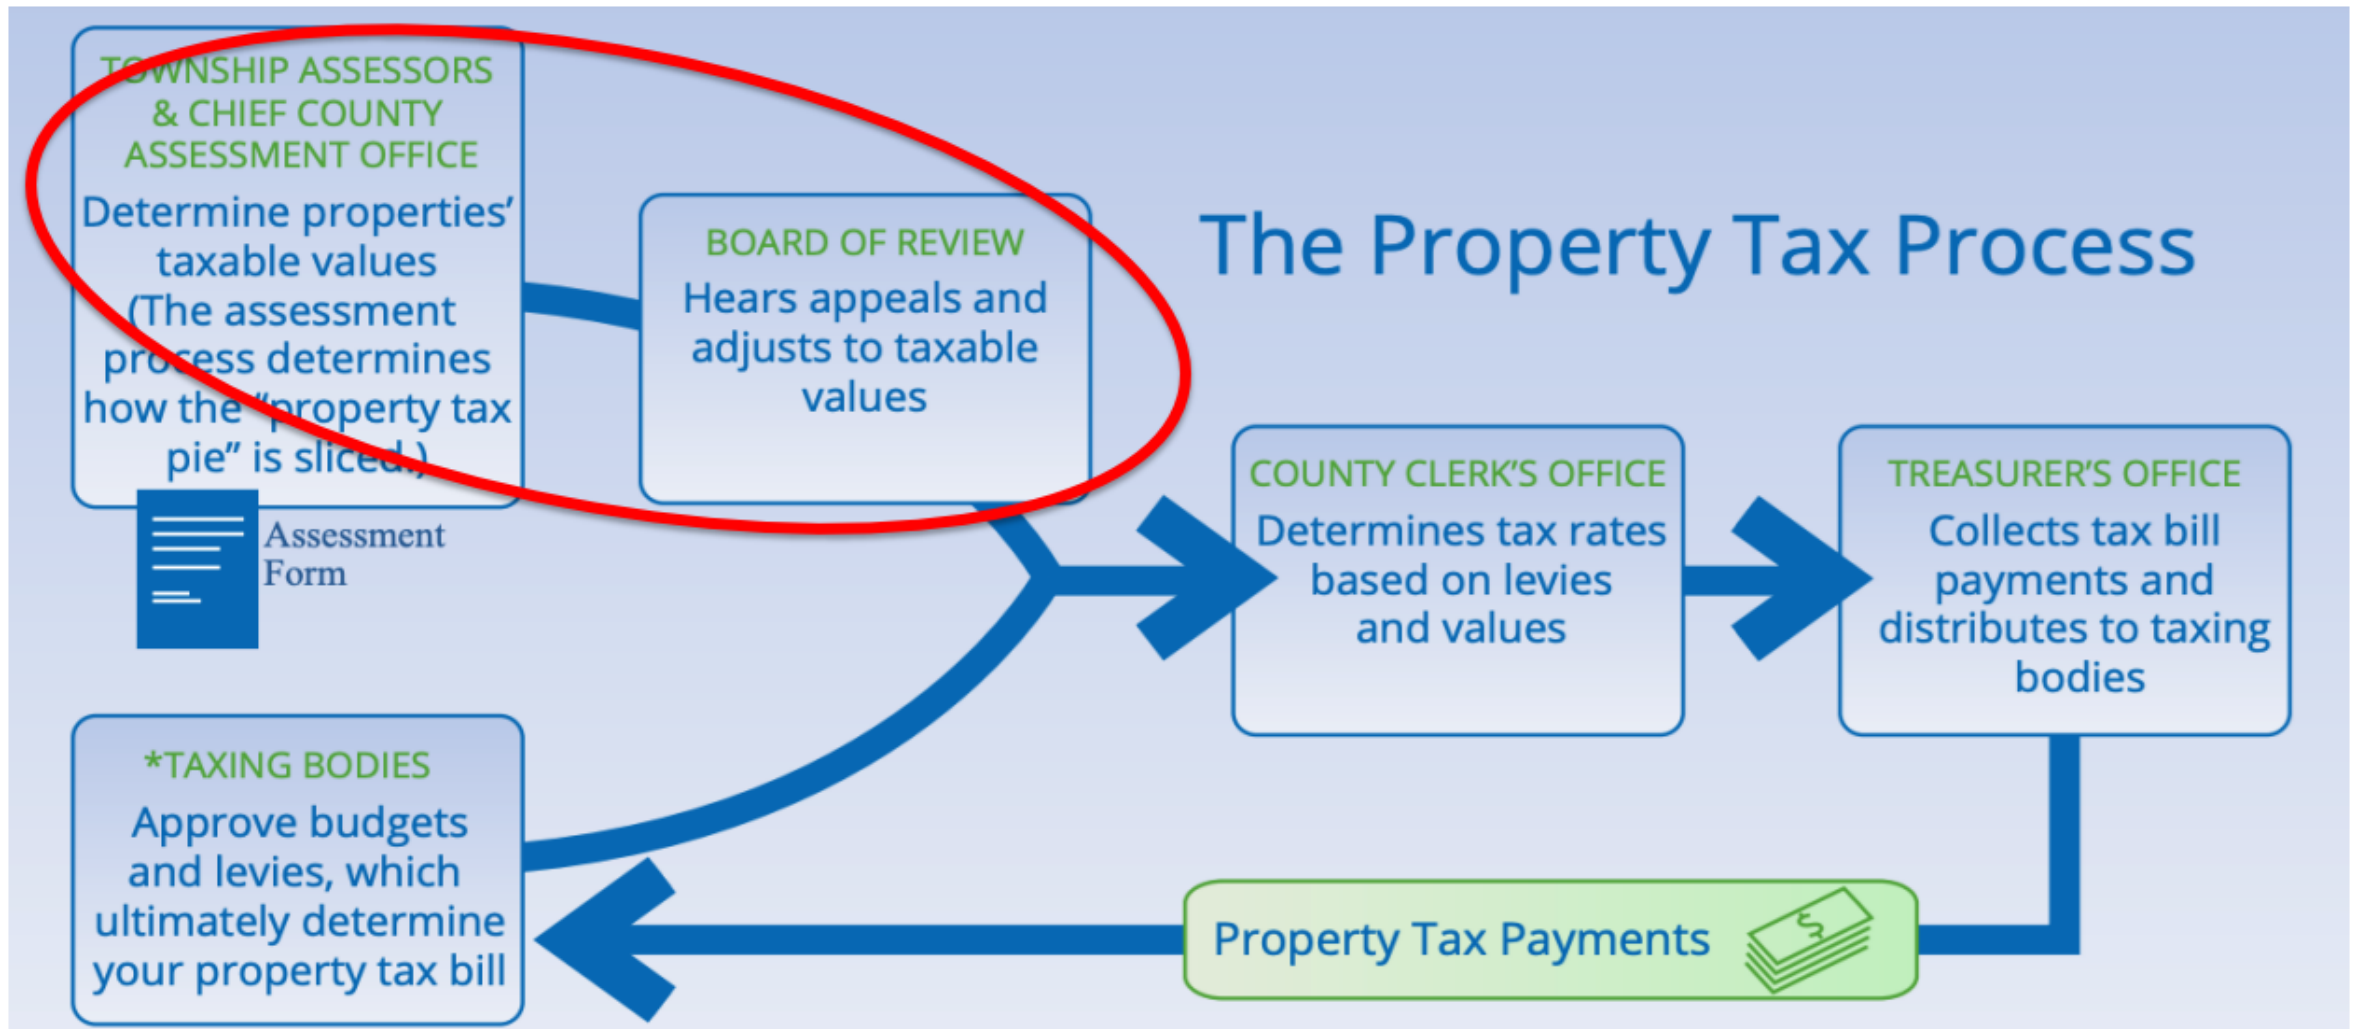 TOWNSHIP ASSESSORS
& CHIEF COUNTY
ASSESSMENT OFFICE
Determine properties’
taxable values
(The assessment
process determines
how the “property tax
pie” is sliced.)
Assessment
Form
BOARD OF REVIEW
Hears appeals and
adjusts to taxable
values
The Property Tax Process
COUNTY CLERK’S OFFICE
Determines tax rates
based on levies
and values
TREASURER’S OFFICE
Collects tax bill
payments and
distributes to taxing
bodies
*TAXING BODIES
Approve budgets
and levies, which
ultimately determine
your property tax bill
Property Tax Payments
$